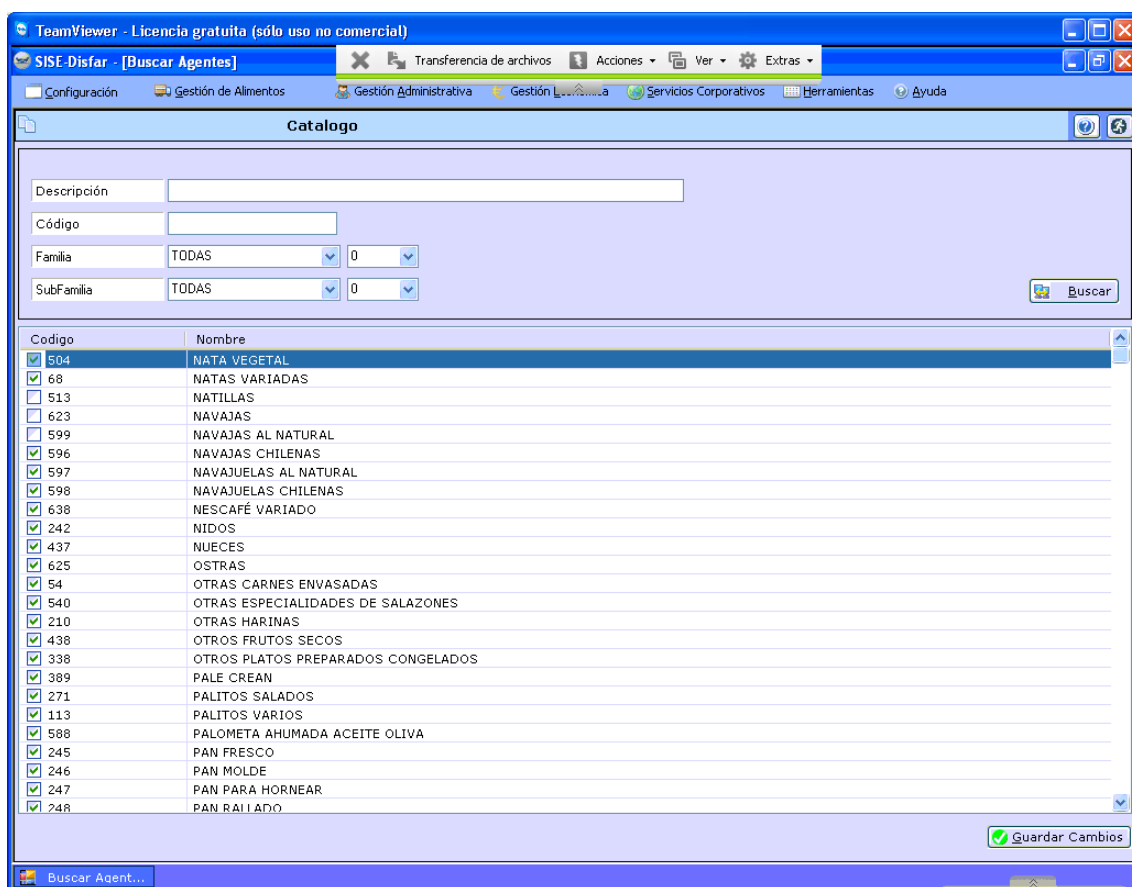 TeamViewer - Licencia gratuita (sólo uso no comercial)
SISE-Disfar - [Buscar Agentes]
Transferencia de archivos Acciones Ver Extras
Configuración Gestión de Alimentos Gestión Administrativa Gestión Servicios Corporativos Herramientas Ayuda
Catalogo
Descripción
Código
Familia TODAS 0
SubFamilia TODAS 0
Buscar
Codigo Nombre
504 NATA VEGETAL
68 NATAS VARIADAS
513 NATILLAS
623 NAVAJAS
599 NAVAJAS AL NATURAL
596 NAVAJAS CHILENAS
597 NAVAJUELAS AL NATURAL
598 NAVAJUELAS CHILENAS
638 NESCAFÉ VARIADO
242 NIDOS
437 NUECES
625 OSTRAS
54 OTRAS CARNES ENVASADAS
540 OTRAS ESPECIALIDADES DE SALAZONES
210 OTRAS HARINAS
438 OTROS FRUTOS SECOS
338 OTROS PLATOS PREPARADOS CONGELADOS
389 PALE CREAN
271 PALITOS SALADOS
113 PALITOS VARIOS
588 PALOMETA AHUMADA ACEITE OLIVA
245 PAN FRESCO
246 PAN MOLDE
247 PAN PARA HORNEAR
248 PAN RALLADO
Guardar Cambios
Buscar Agent...